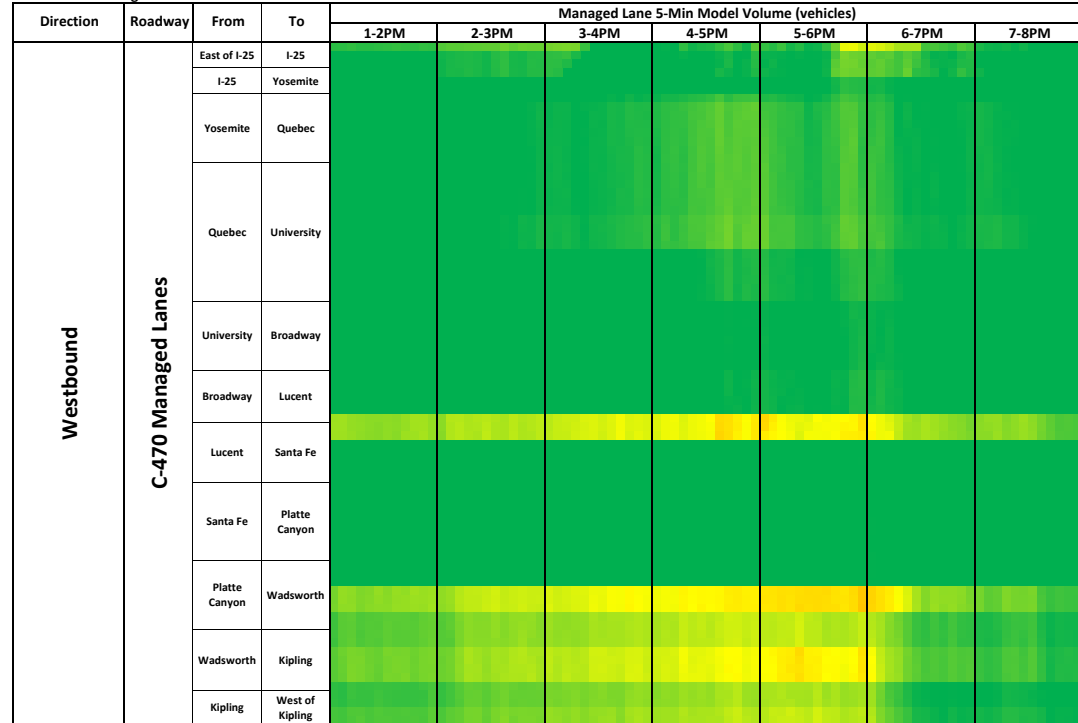 Direction Roadway From To Managed Lane 5-Min Model Volume (vehicles)
1-2PM 2-3PM 3-4PM 4-5PM 5-6PM 6-7PM 7-8PM
Westbound
C-470 Managed Lanes
East of I-25 I-25
I-25 Yosemite
Yosemite Quebec
Quebec University
University Broadway
Broadway Lucent
Lucent Santa Fe
Santa Fe Platte
Canyon
Platte
Canyon Wadsworth
Wadsworth Kipling
Kipling West of
Kipling